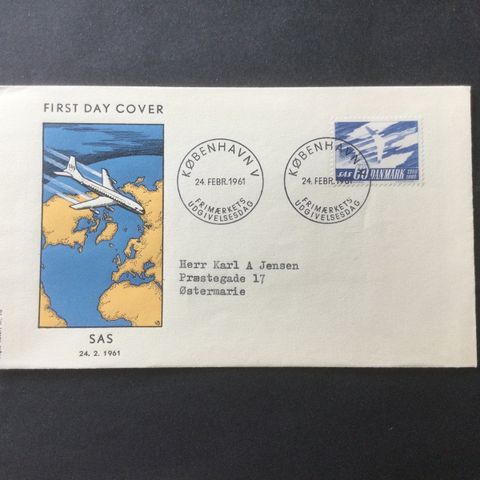 FIRST DAY COVER
SAS
24. 2. 1961
KØBENHAVN V
24. FEBR. 1961
FRIMÆRKETS
UDGIVELSESDAG
KØBENHAVN
24. FEBR. 1961
FRIMÆRKETS
UDGIVELSESDAG
SAS 60 DANMARK
Herr Karl A Jensen
Præstegade 17
Østermarie